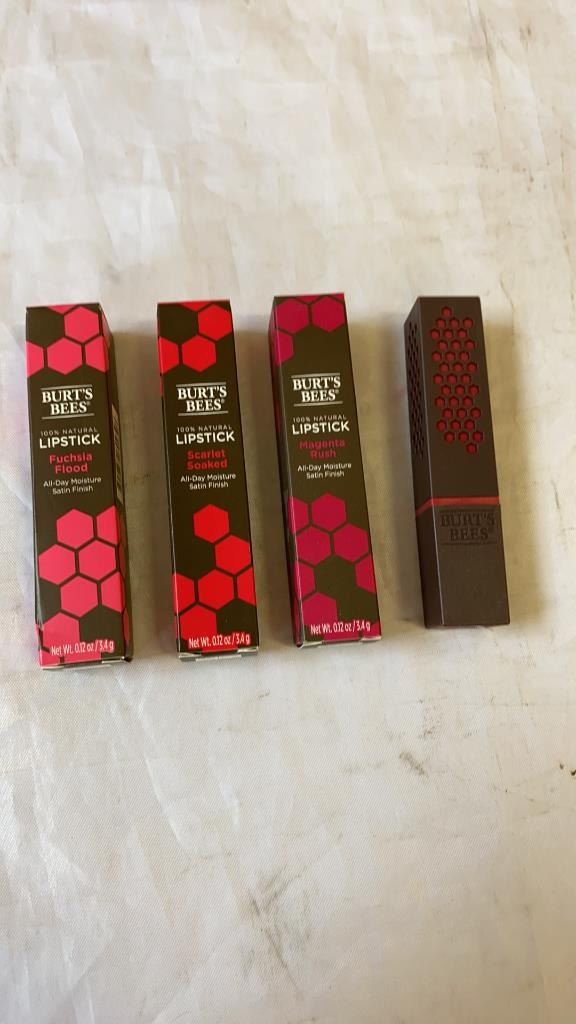 BURT'S
BEES®
100% NATURAL
LIPSTICK
Fuchsia
Flood
All-Day Moisture
Satin Finish
Net Wt. 0.12 oz / 3.4 g
BURT'S
BEES®
100% NATURAL
LIPSTICK
Scarlet
Soaked
All-Day Moisture
Satin Finish
Net Wt. 0.12 oz / 3.4 g
BURT'S
BEES®
100% NATURAL
LIPSTICK
Magenta
Rush
All-Day Moisture
Satin Finish
Net Wt. 0.12 oz / 3.4 g
BURT'S
BEES®